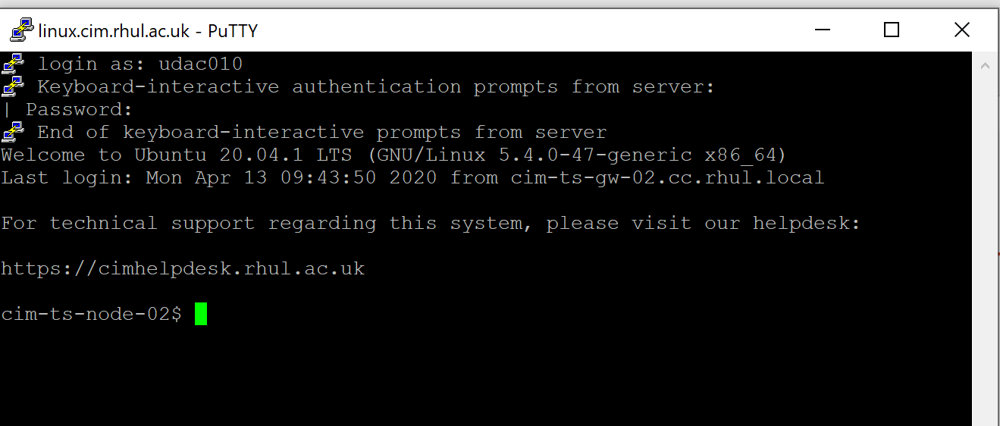 linux.cim.rhul.ac.uk - PuTTY
login as: udac010
Keyboard-interactive authentication prompts from server:
| Password:
End of keyboard-interactive prompts from server
Welcome to Ubuntu 20.04.1 LTS (GNU/Linux 5.4.0-47-generic x86_64)
Last login: Mon Apr 13 09:43:50 2020 from cim-ts-gw-02.cc.rhul.local
For technical support regarding this system, please visit our helpdesk:
https://cimhelpdesk.rhul.ac.uk
cim-ts-node-02$